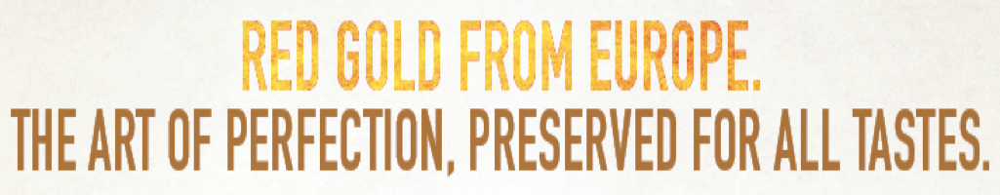 RED GOLD FROM EUROPE.
THE ART OF PERFECTION, PRESERVED FOR ALL TASTES.